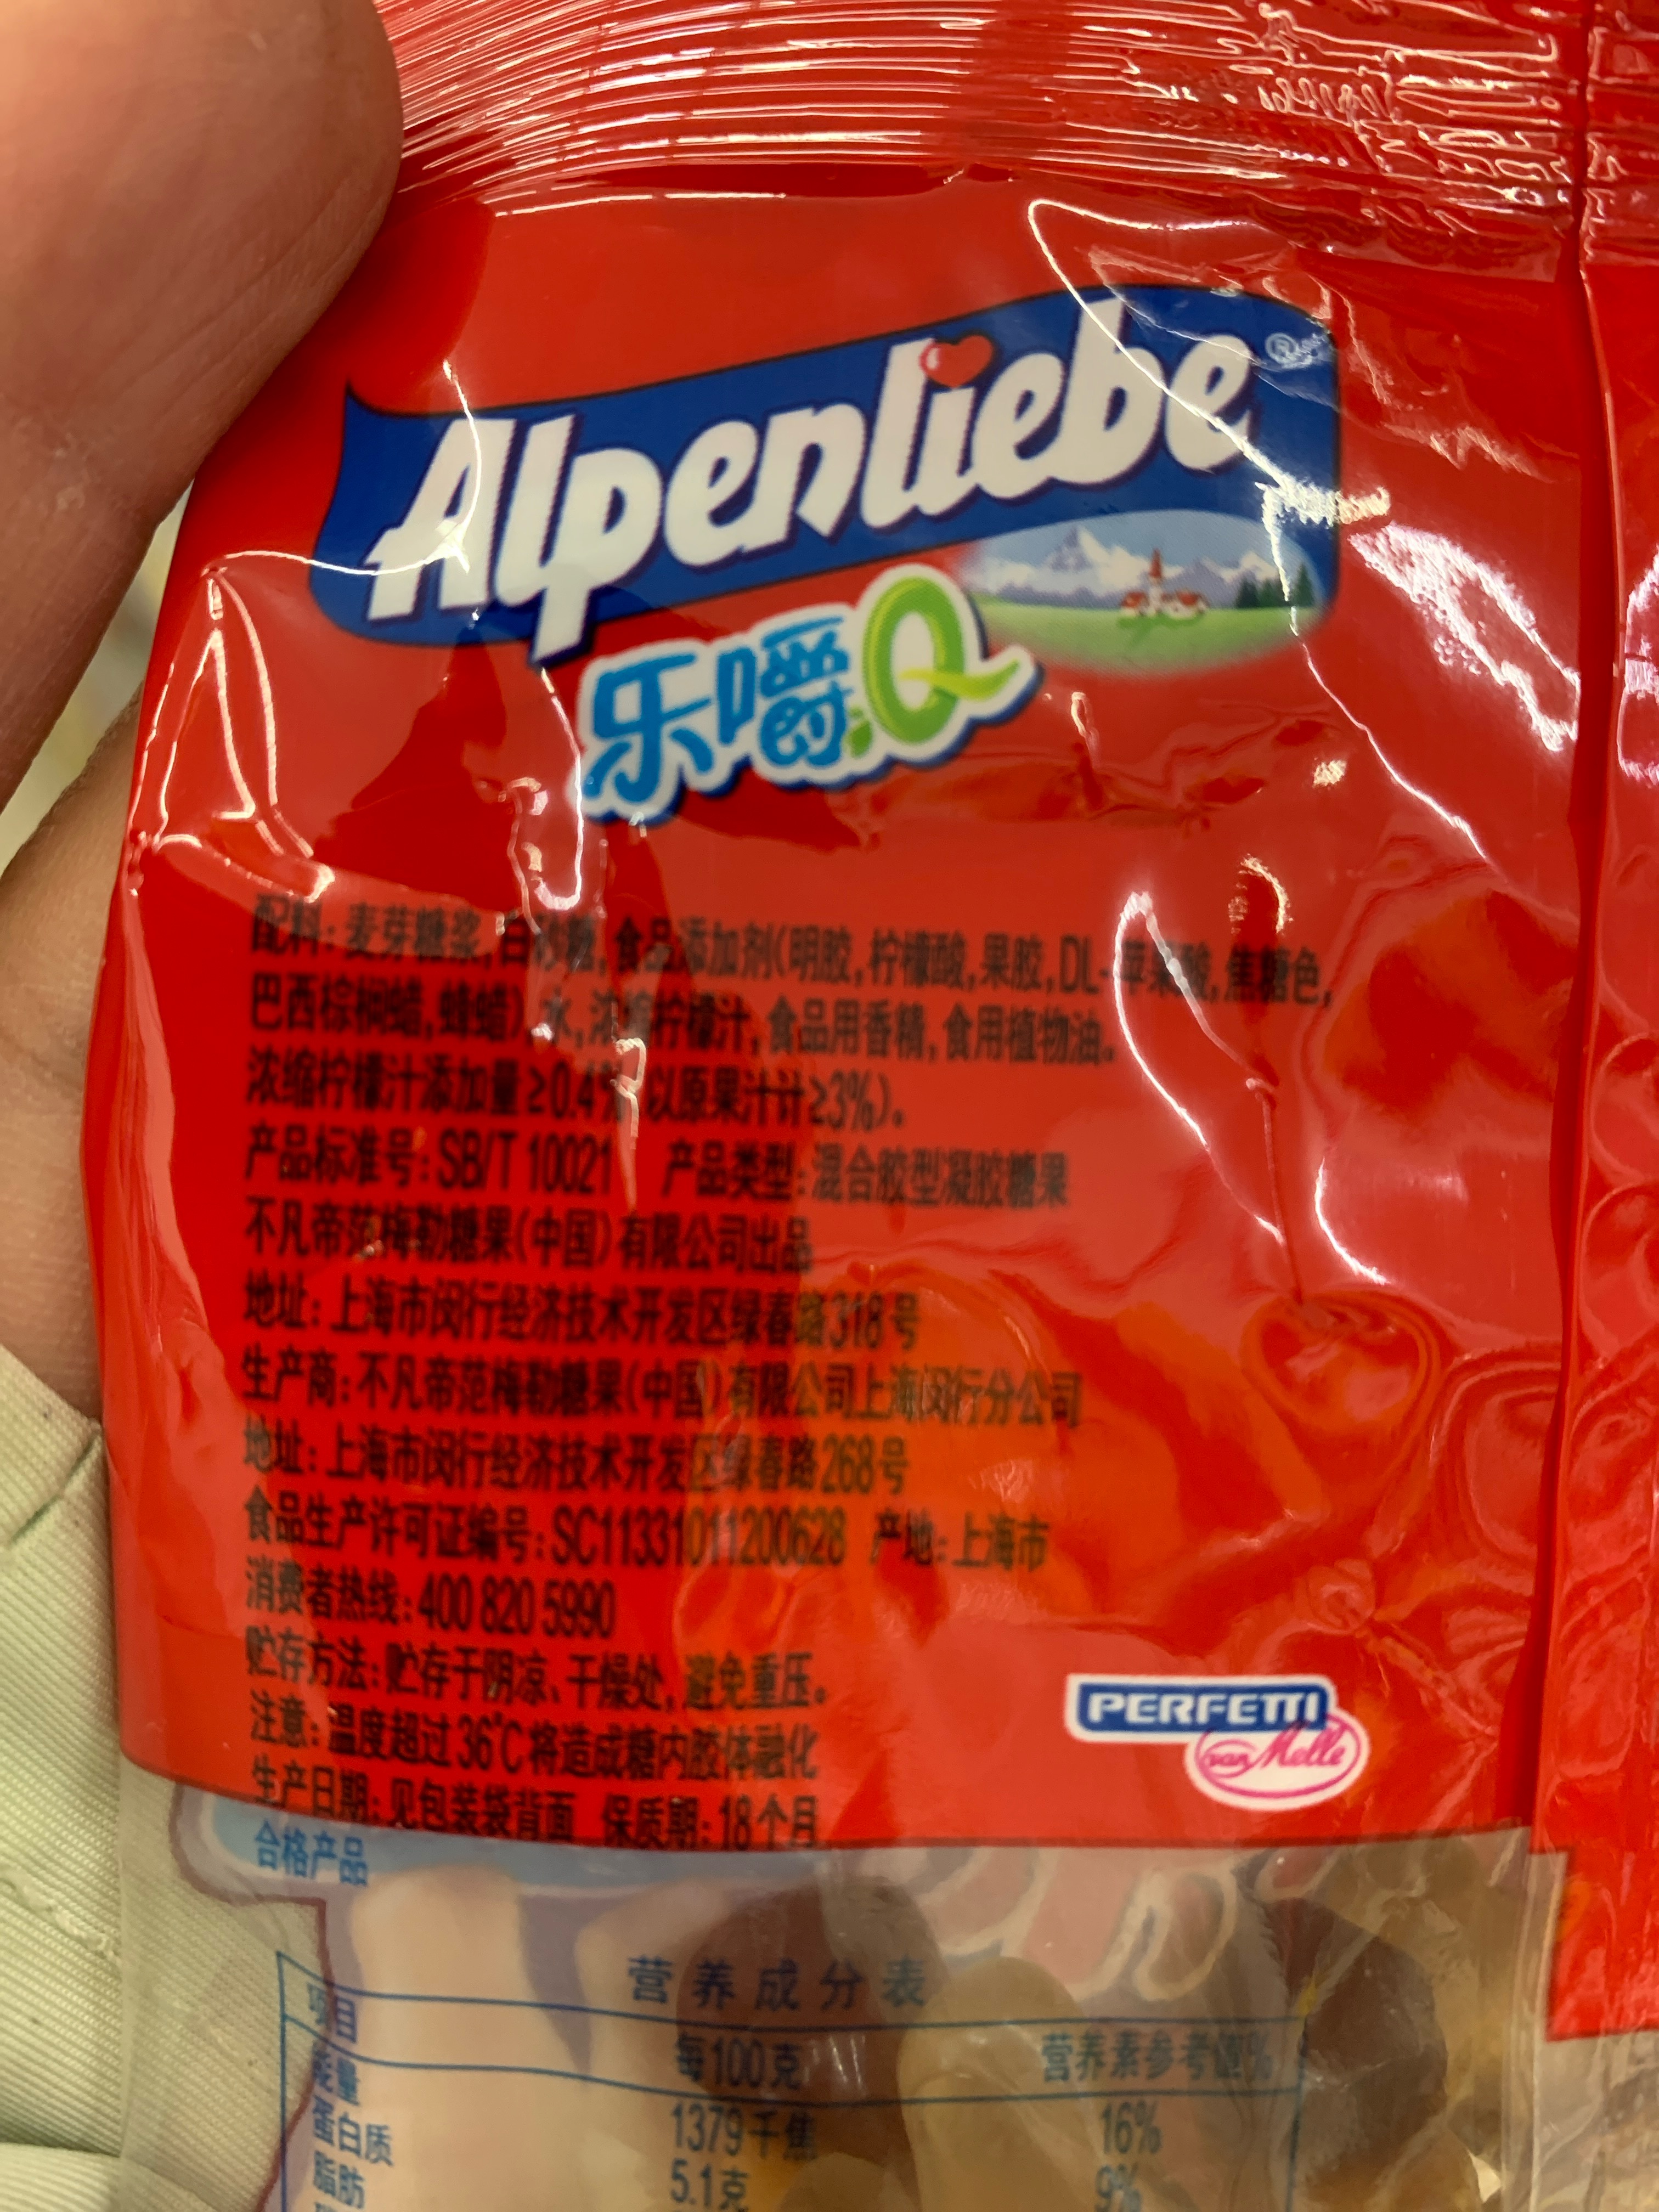 Alpenliebe®
乐嚼Q
配料:麦芽糖浆,白砂糖,食品添加剂(明胶,柠檬酸,果胶,DL-苹果酸,焦糖色,
巴西棕榈蜡,蜂蜡),水,浓缩柠檬汁,食品用香精,食用植物油。
浓缩柠檬汁添加量≥0.4%(以原果汁计≥3%)。
产品标准号:SB/T 10021 产品类型:混合胶型凝胶糖果
不凡帝范梅勒糖果(中国)有限公司出品
地址:上海市闵行经济技术开发区绿春路318号
生产商:不凡帝范梅勒糖果(中国)有限公司上海闵行分公司
地址:上海市闵行经济技术开发区绿春路268号
食品生产许可证编号:SC11331011200628 产地:上海市
消费者热线:400 820 5990
贮存方法:贮存于阴凉、干燥处,避免重压。
注意:温度超过36℃将造成糖内胶体融化
生产日期:见包装袋背面 保质期:18个月
合格产品
PERFETTI
van Melle
营养成分表
项目 每100克 营养素参考值%
能量 1379千焦 16%
蛋白质 5.1克 9%
脂肪